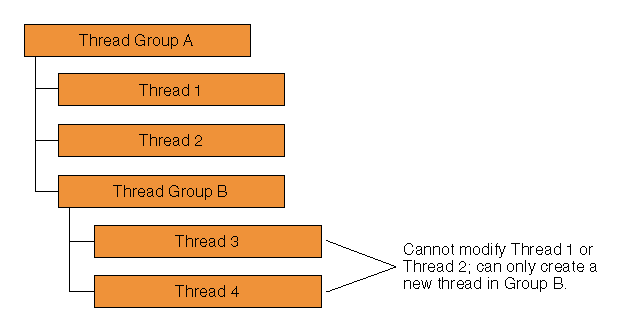 Thread Group A
Thread 1
Thread 2
Thread Group B
Thread 3
Thread 4
Cannot modify Thread 1 or
Thread 2; can only create a
new thread in Group B.